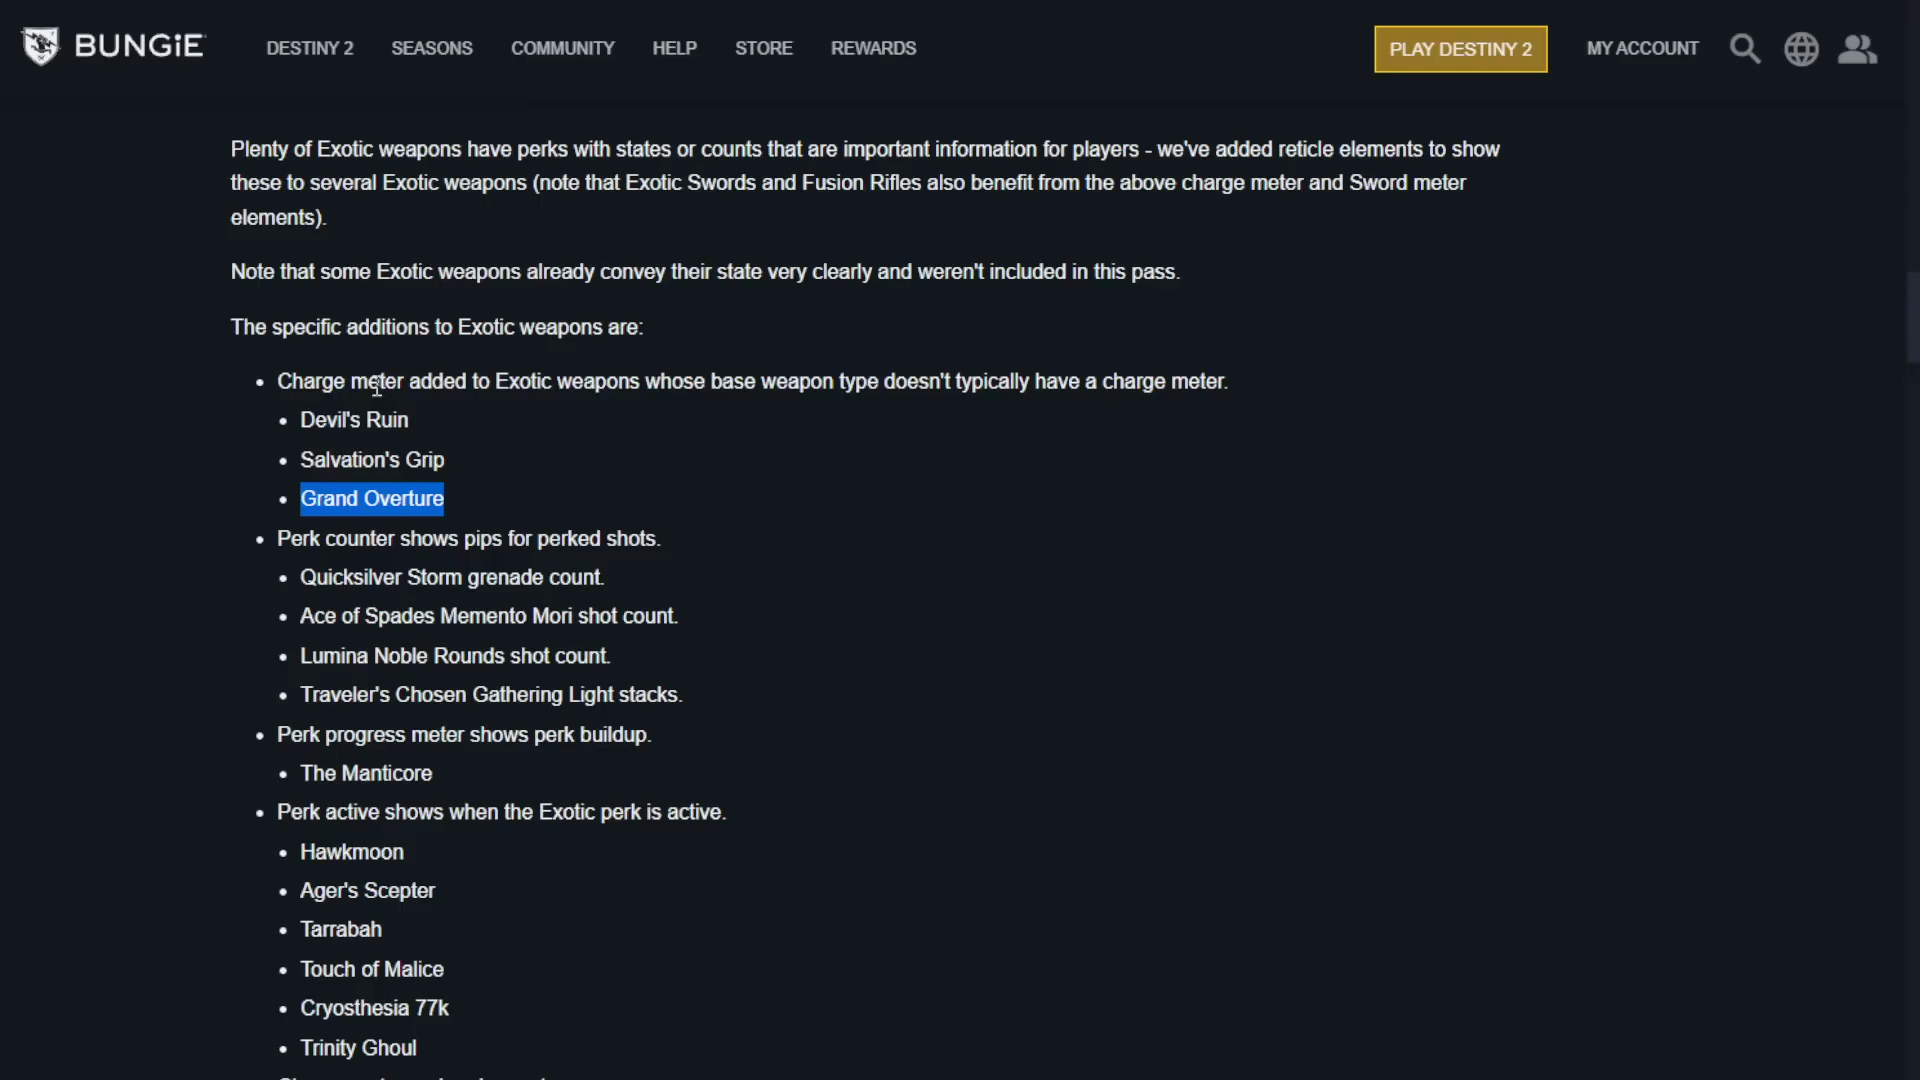 BUNGiE
DESTINY 2
SEASONS
COMMUNITY
HELP
STORE
REWARDS
PLAY DESTINY 2
MY ACCOUNT
Plenty of Exotic weapons have perks with states or counts that are important information for players - we've added reticle elements to show
these to several Exotic weapons (note that Exotic Swords and Fusion Rifles also benefit from the above charge meter and Sword meter
elements).
Note that some Exotic weapons already convey their state very clearly and weren't included in this pass.
The specific additions to Exotic weapons are:
Charge meter added to Exotic weapons whose base weapon type doesn't typically have a charge meter.
Devil's Ruin
Salvation's Grip
Grand Overture
Perk counter shows pips for perked shots.
Quicksilver Storm grenade count.
Ace of Spades Memento Mori shot count.
Lumina Noble Rounds shot count.
Traveler's Chosen Gathering Light stacks.
Perk progress meter shows perk buildup.
The Manticore
Perk active shows when the Exotic perk is active.
Hawkmoon
Ager's Scepter
Tarrabah
Touch of Malice
Cryosthesia 77k
Trinity Ghoul